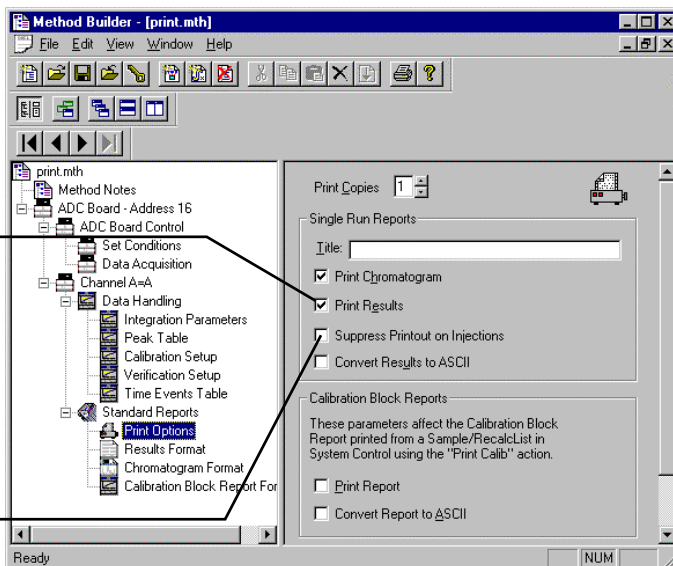 Method Builder - [print.mth]
File Edit View Window Help
print.mth
Method Notes
ADC Board - Address 16
ADC Board Control
Set Conditions
Data Acquisition
Channel A=A
Data Handling
Integration Parameters
Peak Table
Calibration Setup
Verification Setup
Time Events Table
Standard Reports
Print Options
Results Format
Chromatogram Format
Calibration Block Report For
Print Copies 1
Single Run Reports
Title:
Print Chromatogram
Print Results
Suppress Printout on Injections
Convert Results to ASCII
Calibration Block Reports
These parameters affect the Calibration Block
Report printed from a Sample/RecalcList in
System Control using the "Print Calib" action.
Print Report
Convert Report to ASCII
Ready
NUM